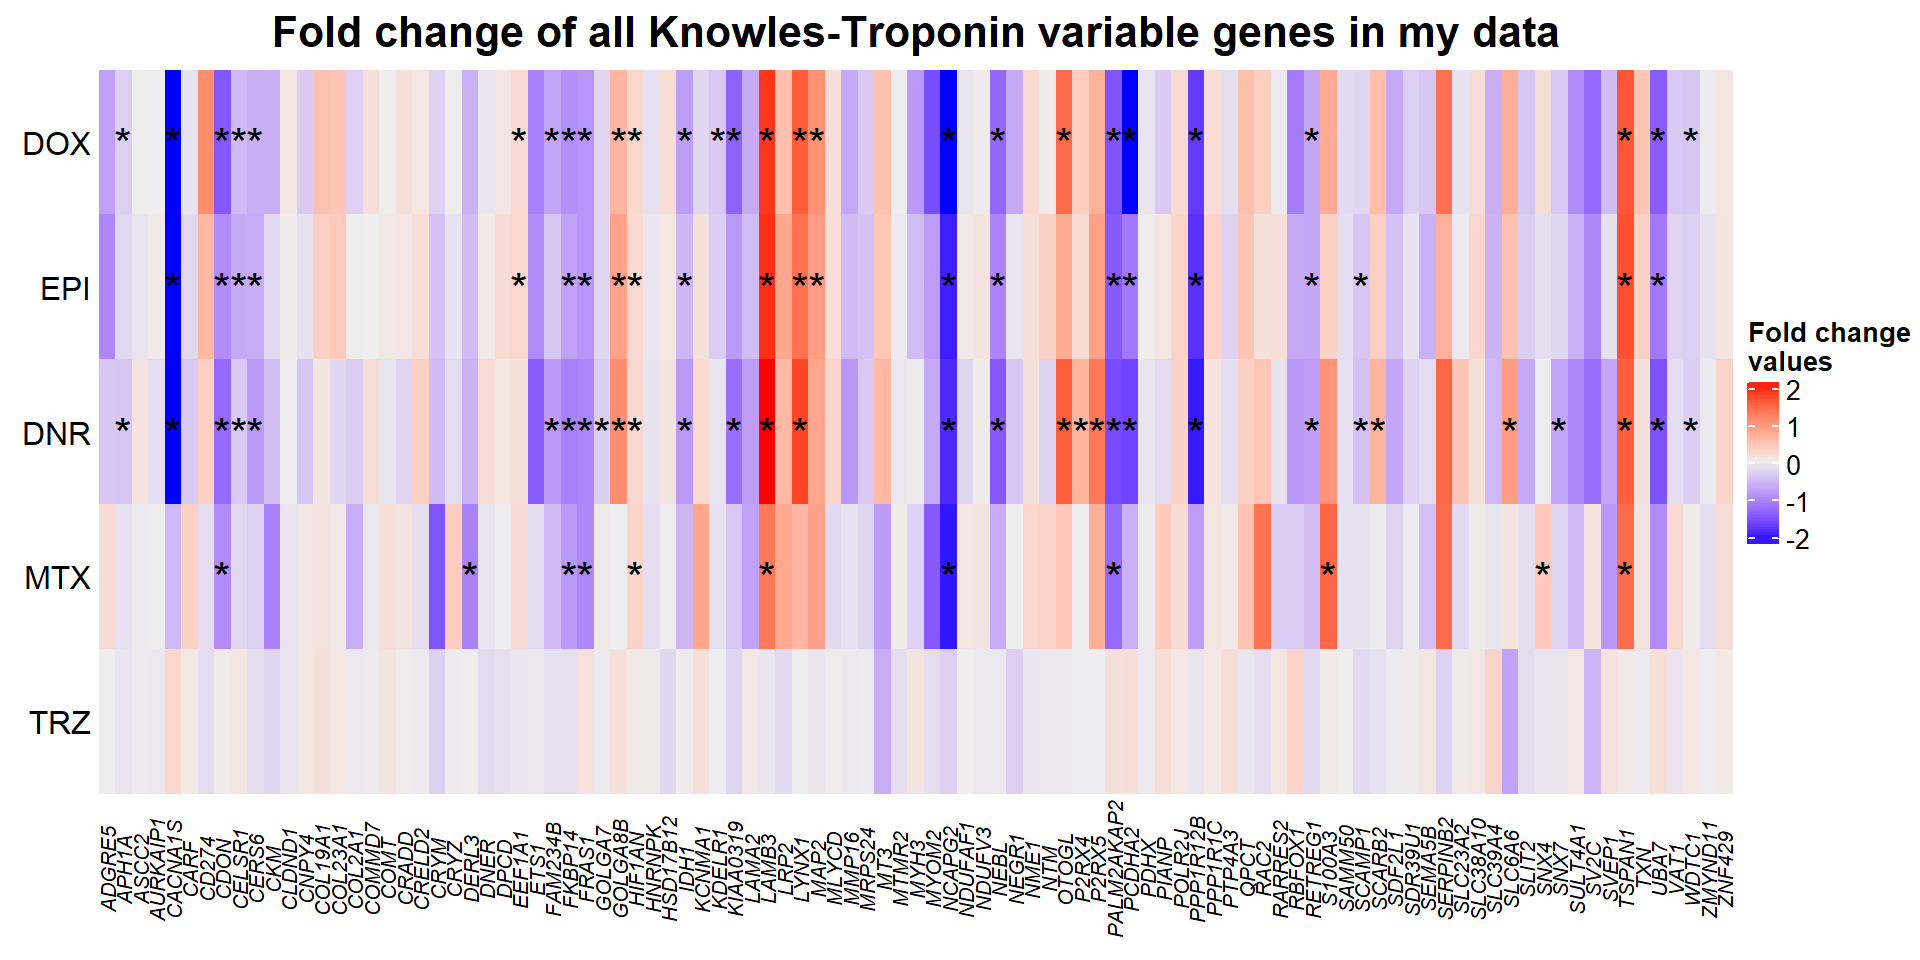 Fold change of all Knowles-Troponin variable genes in my data
DOX
EPI
DNR
MTX
TRZ
Fold change
values
2
1
0
-1
-2
ADGRE5
APH1A
ASCC2
AURKAIP1
CACNA1S
CARF
CD274
CDON
CELSR1
CERS6
CKM
CLDND1
CNPY4
COL19A1
COL23A1
COL2A1
COMMD7
COMT
CRADD
CRELD2
CRYM
CRYZ
DERL3
DNER
DPCD
EEF1A1
ETS1
FAM234B
FKBP14
FRAS1
GOLGA7
GOLGA8B
HIF1AN
HNRNPK
HSD17B12
IDH1
KCNMA1
KDELR1
KIAA0319
LAMA2
LAMB3
LRP2
LYNX1
MAP2
MLYCD
MMP16
MRPS24
MT3
MTMR2
MYH3
MYOM2
NCAPG2
NDUFAF1
NDUFV3
NEBL
NEGR1
NME1
NTM
OTOGL
P2RX4
P2RX5
PALM2AKAP2
PCDHA2
PDHX
PIANP
POLR2J
PPP1R12B
PPP1R1C
PTP4A3
QPCT
RAC2
RARRES2
RBFOX1
RETREG1
S100A3
SAMM50
SCAMP1
SCARB2
SDF2L1
SDR39U1
SEMA5B
SERPINB2
SLC23A2
SLC38A10
SLC39A4
SLC6A6
SLIT2
SNX4
SNX7
SULT4A1
SV2C
SVEP1
TSPAN1
TXN
UBA7
VAT1
WDTC1
ZMYND11
ZNF429